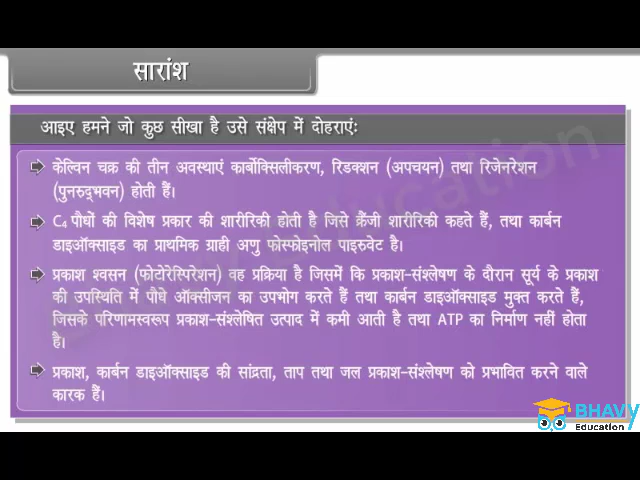 सारांश
आइए हमने जो कुछ सीखा है उसे संक्षेप में दोहराएंः
केल्विन चक्र की तीन अवस्थाएं कार्बोक्सिलीकरण, रिडक्शन (अपचयन) तथा रिजेनरेशन
(पुनरुद्भवन) होती हैं।
C₄ पौधों की विशेष प्रकार की शारीरिकी होती है जिसे क्रैंजी शारीरिकी कहते हैं, तथा कार्बन
डाइऑक्साइड का प्राथमिक ग्राही अणु फोस्फोइनोल पाइरुवेट है।
प्रकाश श्वसन (फोटोरेस्पिरेशन) वह प्रक्रिया है जिसमें कि प्रकाश-संश्लेषण के दौरान सूर्य के प्रकाश
की उपस्थिति में पौधे ऑक्सीजन का उपभोग करते हैं तथा कार्बन डाइऑक्साइड मुक्त करते हैं,
जिसके परिणामस्वरूप प्रकाश-संश्लेषित उत्पाद में कमी आती है तथा ATP का निर्माण नहीं होता
है।
प्रकाश, कार्बन डाइऑक्साइड की सांद्रता, ताप तथा जल प्रकाश-संश्लेषण को प्रभावित करने वाले
कारक हैं।
BHAVY
Education